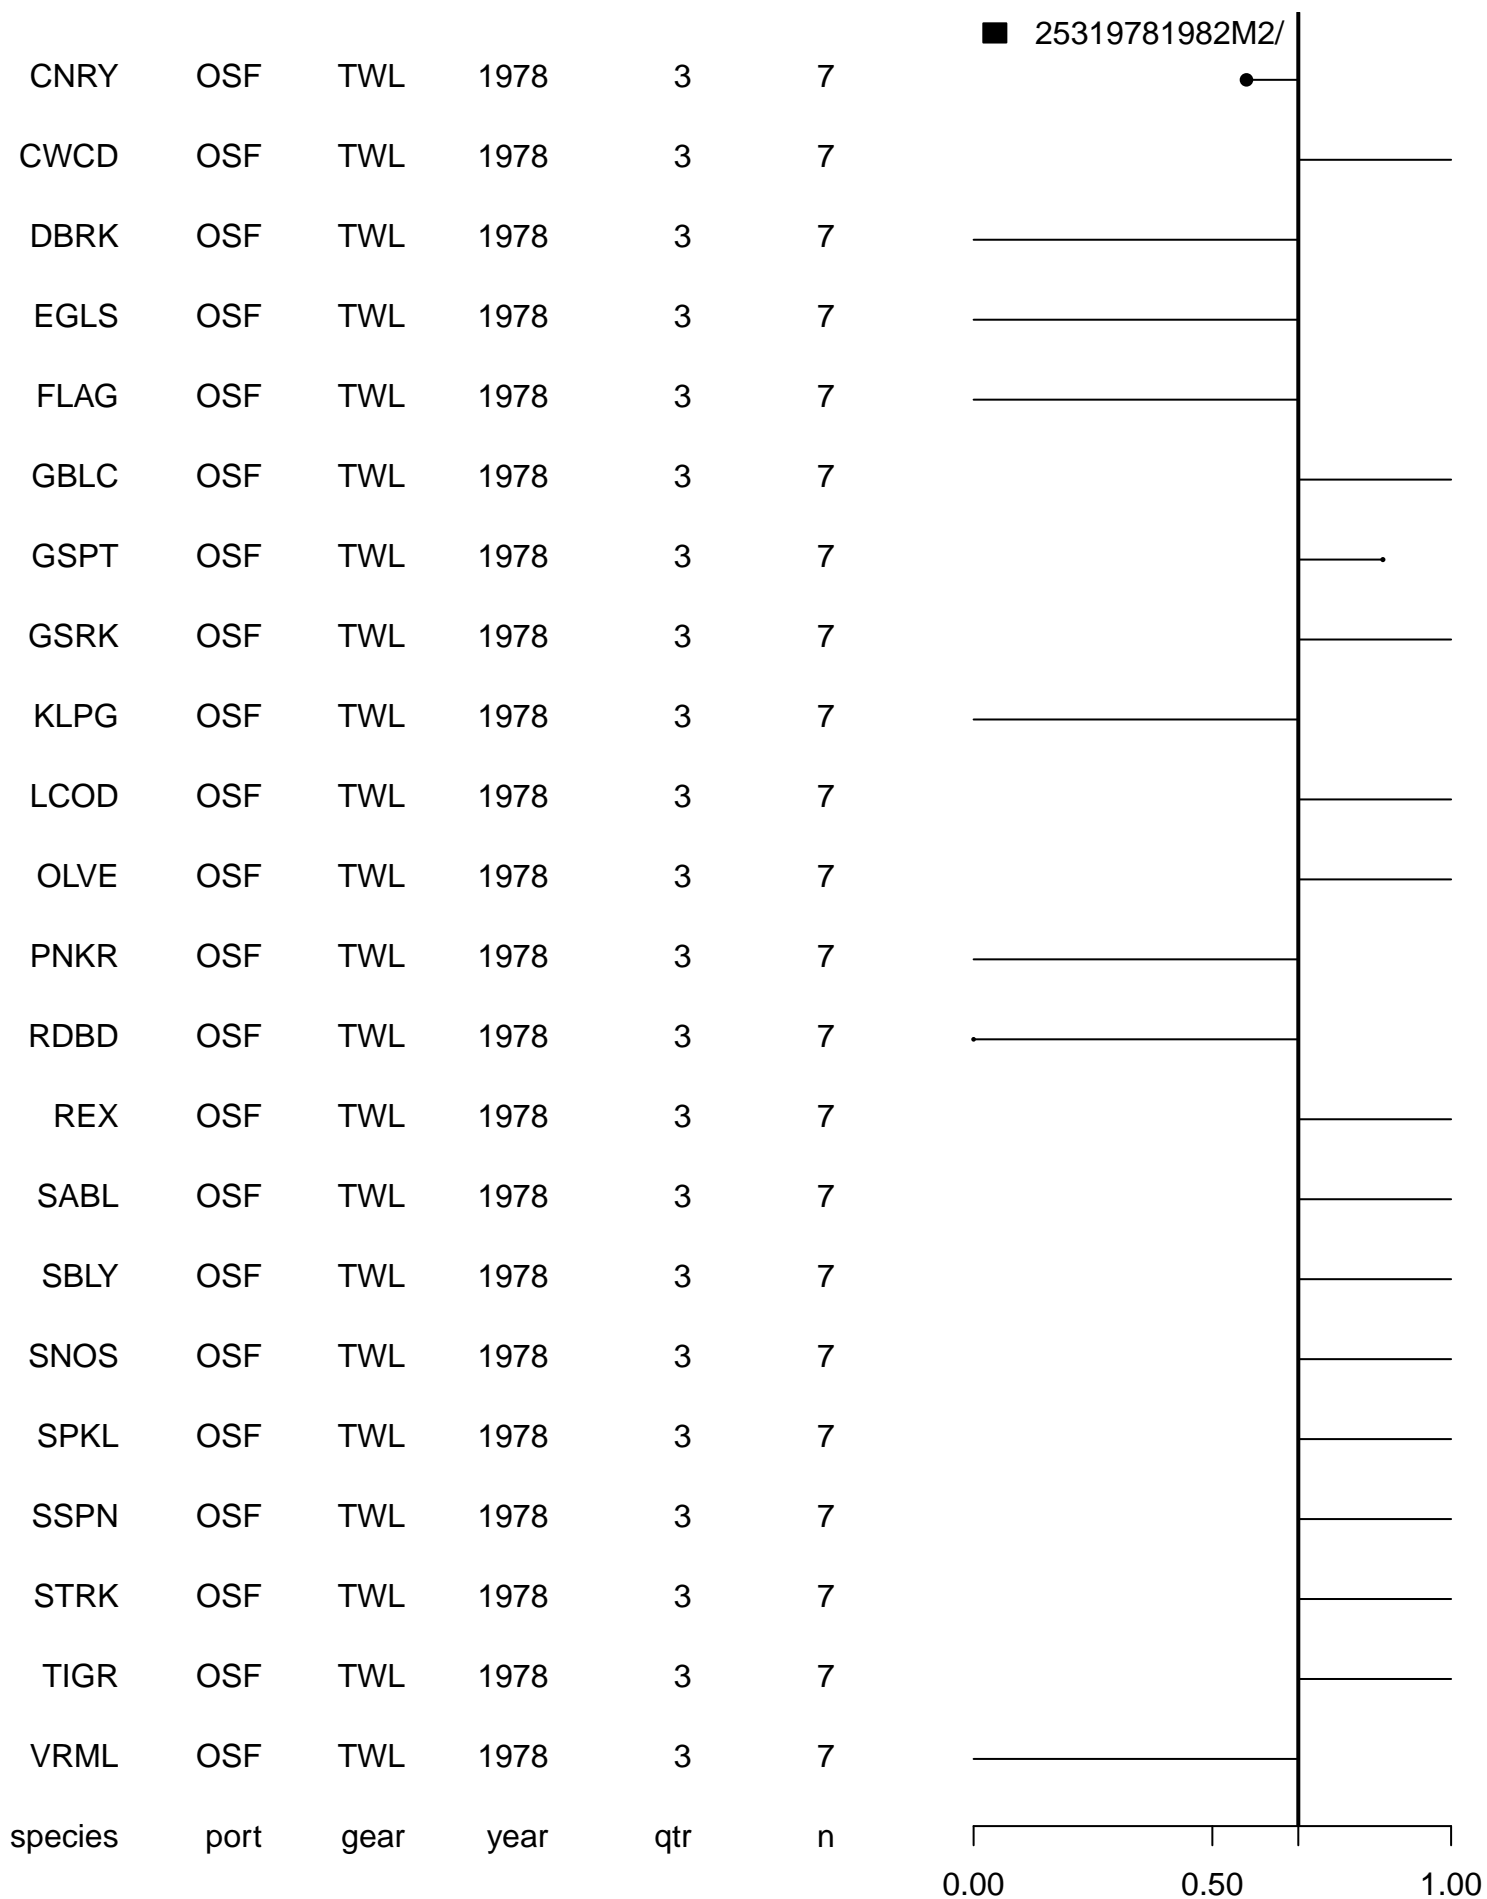 25319781982M2/
CNRY OSF TWL 1978 3 7
CWCD OSF TWL 1978 3 7
DBRK OSF TWL 1978 3 7
EGLS OSF TWL 1978 3 7
FLAG OSF TWL 1978 3 7
GBLC OSF TWL 1978 3 7
GSPT OSF TWL 1978 3 7
GSRK OSF TWL 1978 3 7
KLPG OSF TWL 1978 3 7
LCOD OSF TWL 1978 3 7
OLVE OSF TWL 1978 3 7
PNKR OSF TWL 1978 3 7
RDBD OSF TWL 1978 3 7
REX OSF TWL 1978 3 7
SABL OSF TWL 1978 3 7
SBLY OSF TWL 1978 3 7
SNOS OSF TWL 1978 3 7
SPKL OSF TWL 1978 3 7
SSPN OSF TWL 1978 3 7
STRK OSF TWL 1978 3 7
TIGR OSF TWL 1978 3 7
VRML OSF TWL 1978 3 7
species port gear year qtr n
0.00 0.50 1.00